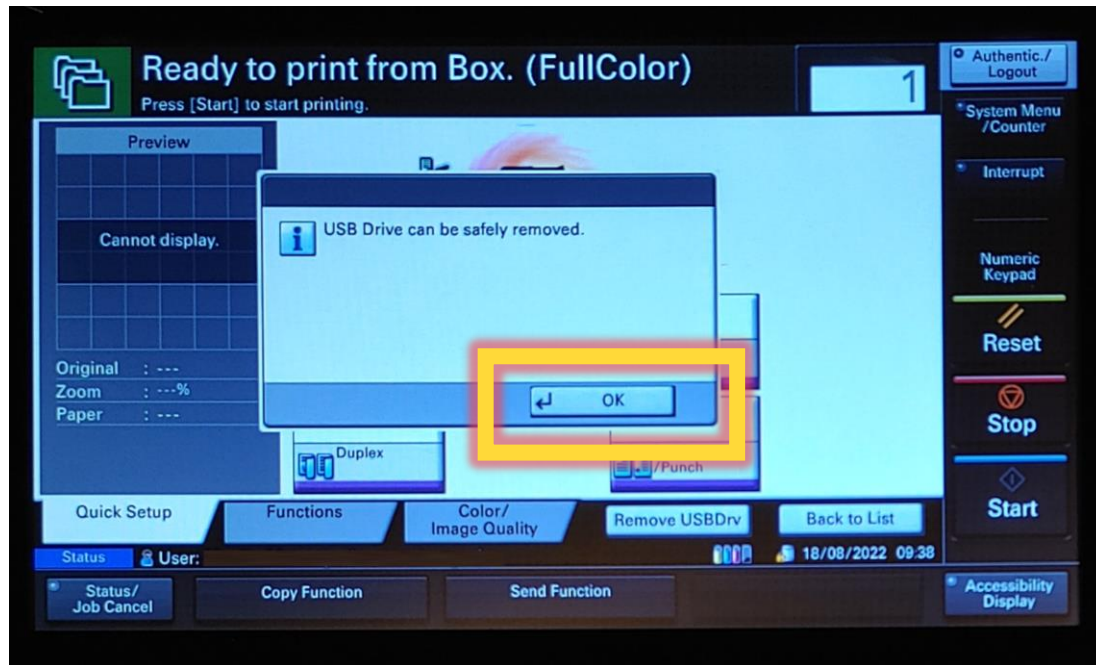 Ready to print from Box. (FullColor)
Press [Start] to start printing.
1
Authentic./
Logout
System Menu
/Counter
Interrupt
Numeric
Keypad
Reset
Stop
Start
Preview
Cannot display.
Original : ---
Zoom : ---%
Paper : ---
USB Drive can be safely removed.
OK
Duplex
/Punch
Quick Setup
Functions
Color/
Image Quality
Remove USBDrv
Back to List
Status
User:
18/08/2022 09:38
Status/
Job Cancel
Copy Function
Send Function
Accessibility
Display